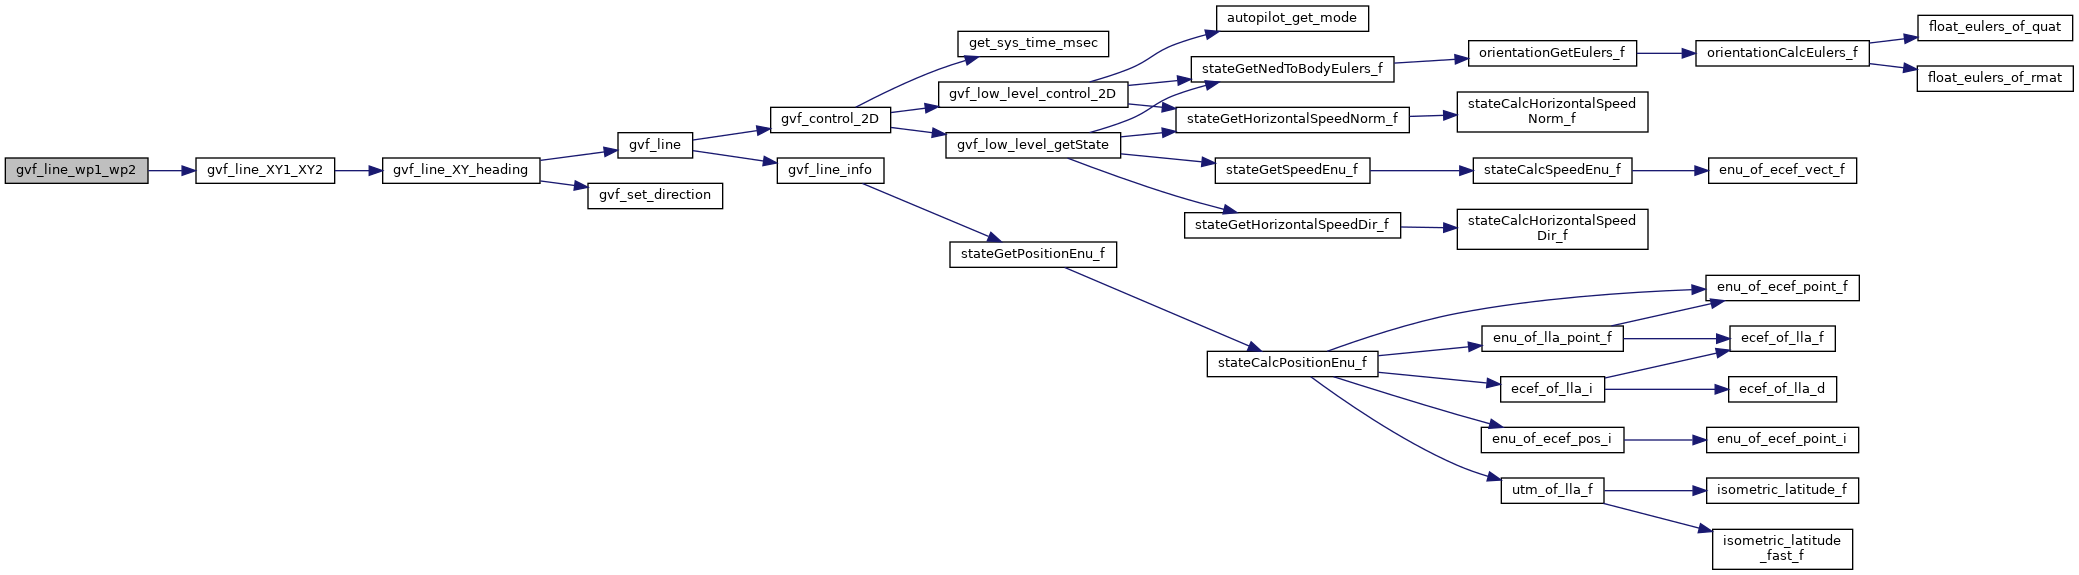 gvf_line_wp1_wp2
gvf_line_XY1_XY2
gvf_line_XY_heading
gvf_line
gvf_set_direction
gvf_control_2D
gvf_line_info
get_sys_time_msec
gvf_low_level_control_2D
gvf_low_level_getState
stateGetPositionEnu_f
autopilot_get_mode
stateGetNedToBodyEulers_f
stateGetHorizontalSpeedNorm_f
stateGetSpeedEnu_f
stateGetHorizontalSpeedDir_f
stateCalcPositionEnu_f
orientationGetEulers_f
stateCalcHorizontalSpeed
Norm_f
stateCalcSpeedEnu_f
stateCalcHorizontalSpeed
Dir_f
enu_of_lla_point_f
ecef_of_lla_i
enu_of_ecef_pos_i
utm_of_lla_f
orientationCalcEulers_f
enu_of_ecef_vect_f
enu_of_ecef_point_f
ecef_of_lla_f
ecef_of_lla_d
enu_of_ecef_point_i
isometric_latitude_f
isometric_latitude
_fast_f
float_eulers_of_quat
float_eulers_of_rmat